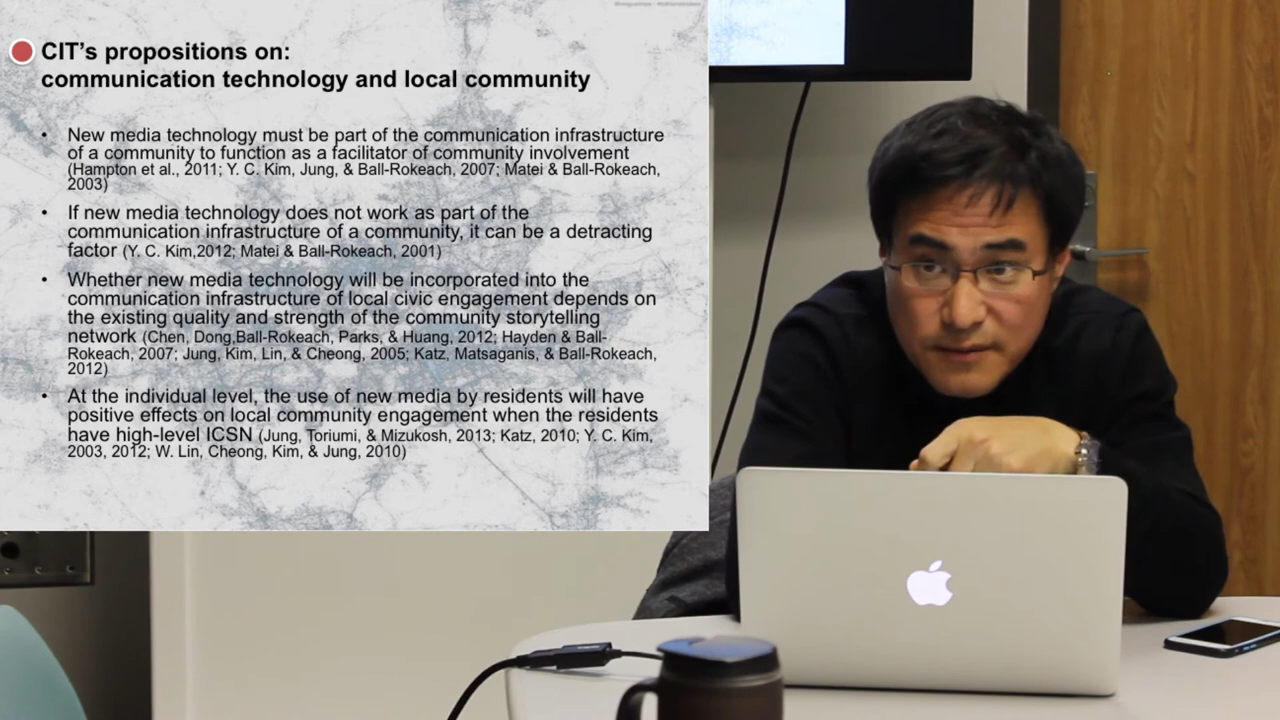 CIT’s propositions on:
communication technology and local community
• New media technology must be part of the communication infrastructure
of a community to function as a facilitator of community involvement
(Hampton et al., 2011; Y. C. Kim, Jung, & Ball-Rokeach, 2007; Matei & Ball-Rokeach,
2003)
• If new media technology does not work as part of the
communication infrastructure of a community, it can be a detracting
factor (Y. C. Kim,2012; Matei & Ball-Rokeach, 2001)
• Whether new media technology will be incorporated into the
communication infrastructure of local civic engagement depends on
the existing quality and strength of the community storytelling
network (Chen, Dong,Ball-Rokeach, Parks, & Huang, 2012; Hayden & Ball-
Rokeach, 2007; Jung, Kim, Lin, & Cheong, 2005; Katz, Matsaganis, & Ball-Rokeach,
2012)
• At the individual level, the use of new media by residents will have
positive effects on local community engagement when the residents
have high-level ICSN (Jung, Toriumi, & Mizukosh, 2013; Katz, 2010; Y. C. Kim,
2003, 2012; W. Lin, Cheong, Kim, & Jung, 2010)